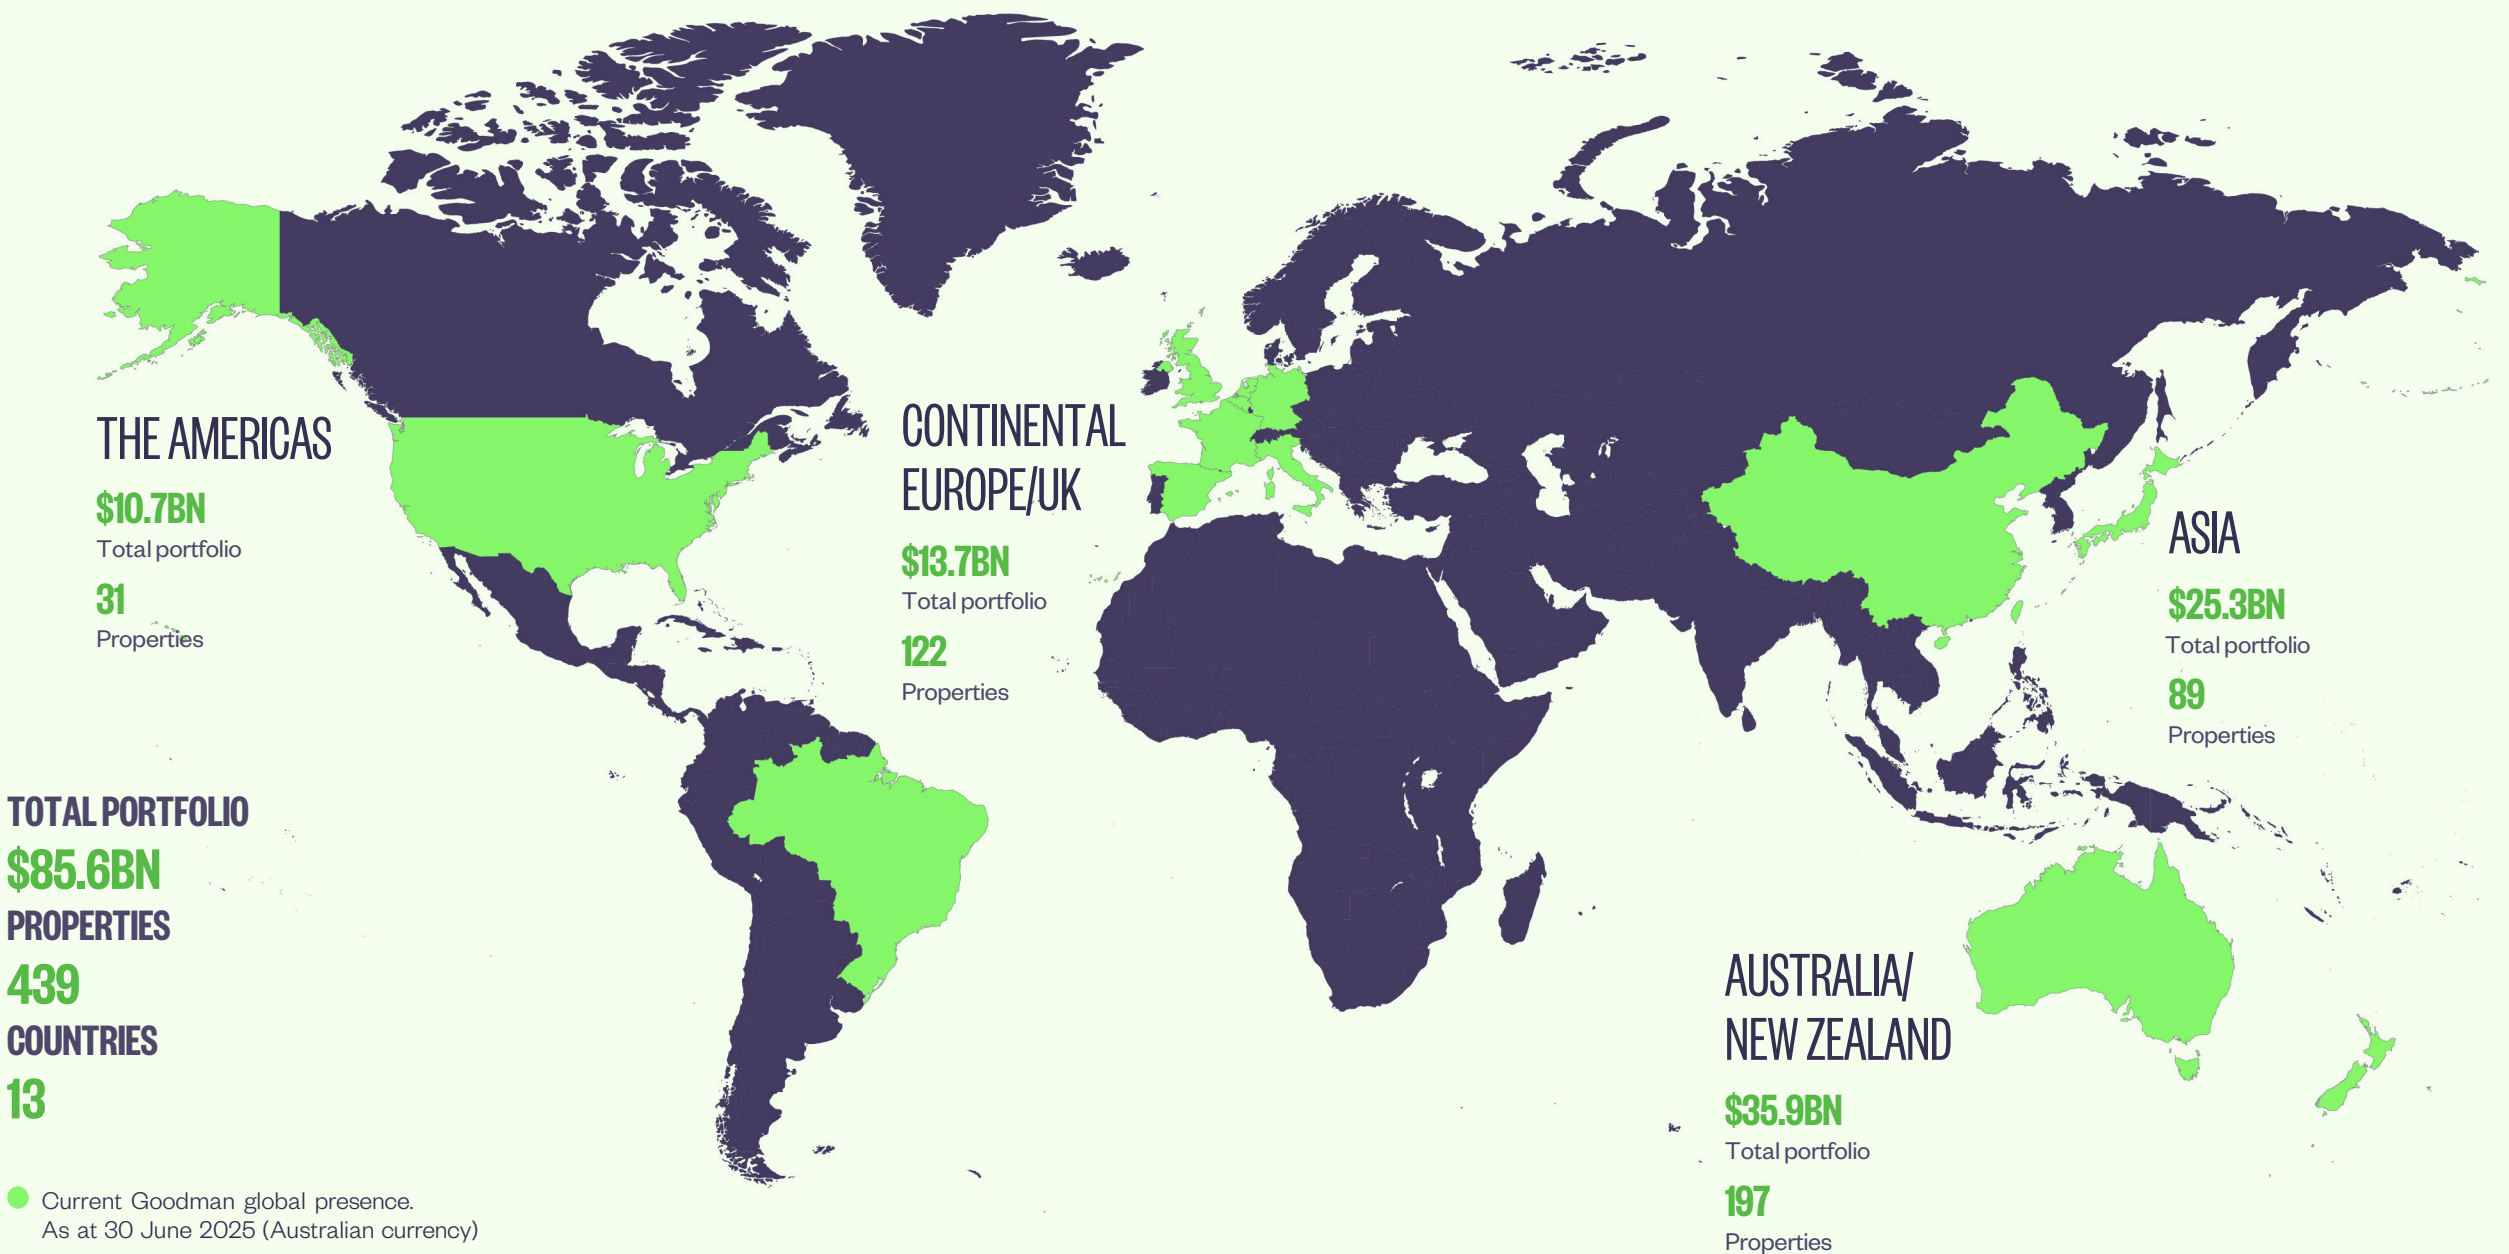 THE AMERICAS
$10.7BN
Total portfolio
31
Properties
CONTINENTAL
EUROPE/UK
$13.7BN
Total portfolio
122
Properties
ASIA
$25.3BN
Total portfolio
89
Properties
TOTAL PORTFOLIO
$85.6BN
PROPERTIES
439
COUNTRIES
13
AUSTRALIA/
NEW ZEALAND
$35.9BN
Total portfolio
197
Properties
Current Goodman global presence.
As at 30 June 2025 (Australian currency)